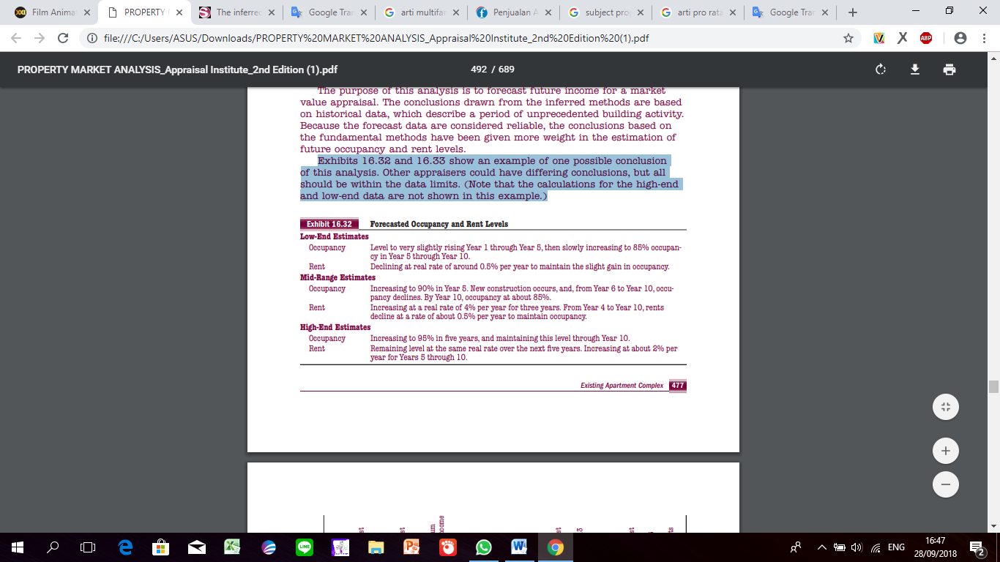 Film Animat
PROPERTY
The inferred
Google Tran
arti multifan
Penjualan A
subject prop
arti pro rata
Google Tran
file:///C:/Users/ASUS/Downloads/PROPERTY%20MARKET%20ANALYSIS_Appraisal%20Institute_2nd%20Edition%20(1).pdf
ABP
PROPERTY MARKET ANALYSIS_Appraisal Institute_2nd Edition (1).pdf
492 / 689
The purpose of this analysis is to forecast future income for a market
value appraisal. The conclusions drawn from the inferred methods are based
on historical data, which describe a period of unprecedented building activity.
Because the forecast data are considered reliable, the conclusions based on
the fundamental methods have been given more weight in the estimation of
future occupancy and rent levels.
Exhibits 16.32 and 16.33 show an example of one possible conclusion
of this analysis. Other appraisers could have differing conclusions, but all
should be within the data limits. (Note that the calculations for the high-end
and low-end data are not shown in this example.)
Exhibit 16.32 Forecasted Occupancy and Rent Levels
Low-End Estimates
Occupancy Level to very slightly rising Year 1 through Year 5, then slowly increasing to 85% occupan-
cy in Year 5 through Year 10.
Rent Declining at real rate of around 0.5% per year to maintain the slight gain in occupancy.
Mid-Range Estimates
Occupancy Increasing to 90% in Year 5. New construction occurs, and, from Year 6 to Year 10, occu-
pancy declines. By Year 10, occupancy at about 85%.
Rent Increasing at a real rate of 4% per year for three years. From Year 4 to Year 10, rents
decline at a rate of about 0.5% per year to maintain occupancy.
High-End Estimates
Occupancy Increasing to 95% in five years, and maintaining this level through Year 10.
Rent Remaining level at the same real rate over the next five years. Increasing at about 2% per
year for Years 5 through 10.
Existing Apartment Complex 477
LINE
ENG
16:47
28/09/2018
2